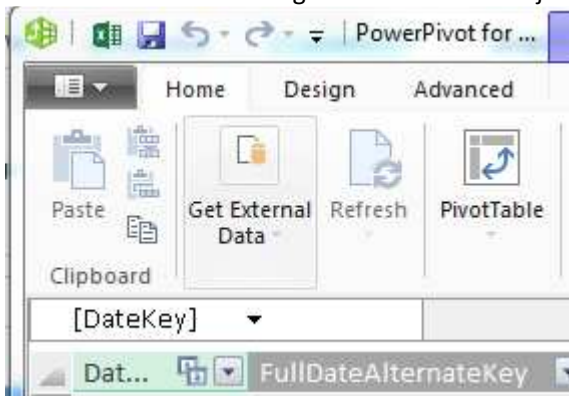 PowerPivot for ...
Home Design Advanced
Paste Get External Data Refresh PivotTable
Clipboard
[DateKey]
Dat... FullDateAlternateKey